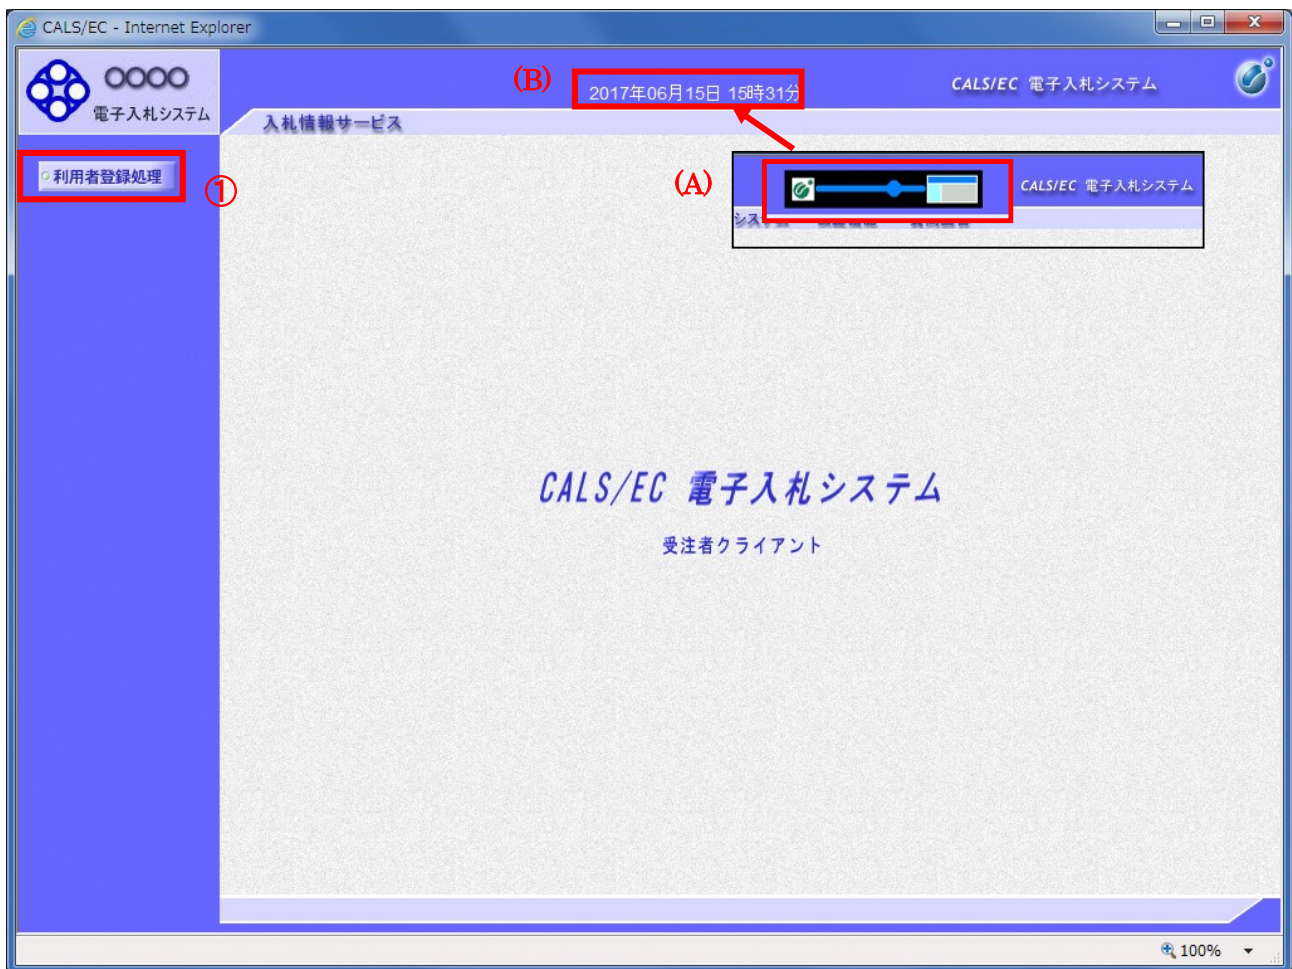 CALS/EC - Internet Explorer
○○○○
電子入札システム
(B)
2017年06月15日 15時31分
CALS/EC 電子入札システム
入札情報サービス
利用者登録処理
①
(A)
CALS/EC 電子入札システム
システム
CALS/EC 電子入札システム
受注者クライアント
100%